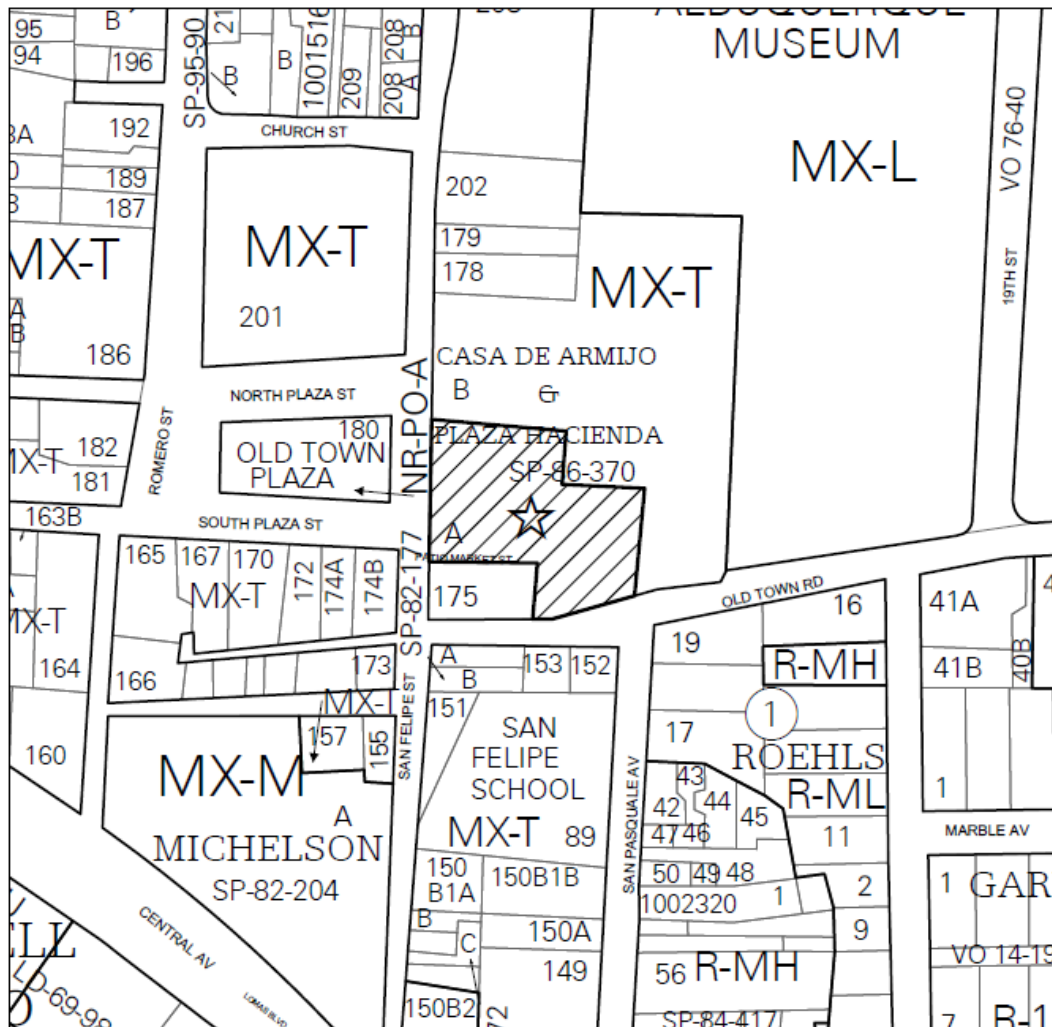 ALBUQUERQUE
MUSEUM
95
94
B
196
SP-95-90
B
B
1001516
209
208
B
208
A
CHURCH ST
VO 76-40
192
189
187
MX-T
186
MX-T
201
202
179
178
MX-T
MX-L
19TH ST
CASA DE ARMIJO
B
&
PLAZA HACIENDA
SP-86-370
A
PATIO MARKET ST
175
NORTH PLAZA ST
180
OLD TOWN
PLAZA
NR-PO-A
ROMERO ST
182
181
MX-T
163B
SOUTH PLAZA ST
SP-82-177
165
167
170
172
174A
174B
MX-T
MX-T
164
166
173
160
OLD TOWN RD
16
19
R-MH
41A
41B
40B
A
B
153
152
151
SAN
FELIPE
SCHOOL
MX-T
89
SAN FELIPE ST
157
155
MX-M
A
MICHELSON
SP-82-204
17
1
ROEHLS
R-ML
43
42
44
45
47
46
11
1
MARBLE AV
SAN PASQUALE AV
150
B1A
150B1B
50
49
48
1002320
1
2
9
1
GAR
B
C
150A
149
150B2
56
R-MH
SP-84-417
VO 14-19
7
R-1
CENTRAL AV
LOMAS BLVD
ELL
LD-69-98